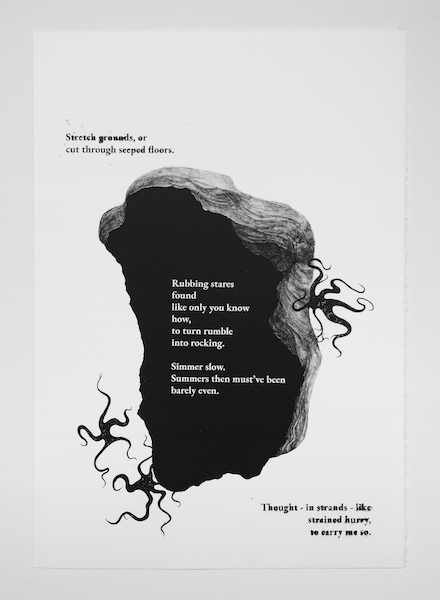 Stretch grounds, or
cut through seeped floors.
Rubbing stares
found
like only you know
how,
to turn rumble
into rocking.
Simmer slow.
Summers then must've been
barely even.
Thought - in strands - like
strained hurry,
to carry me so.